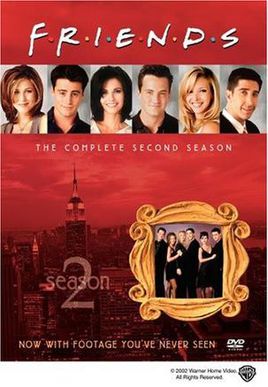 F·R·I·E·N·D·S
THE COMPLETE SECOND SEASON
season
2
DVD
VIDEO
NOW WITH FOOTAGE YOU'VE NEVER SEEN
© 2002 Warner Home Video.
All Rights Reserved.